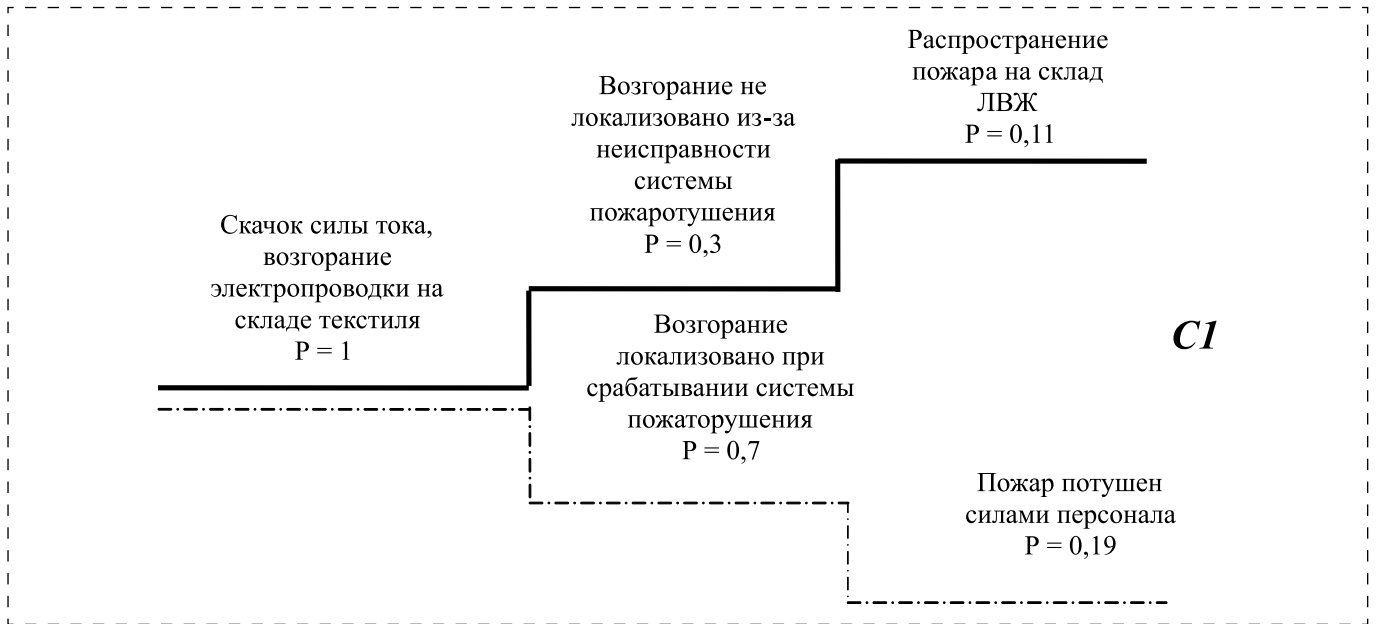 Распространение
пожара на склад
ЛВЖ
P = 0,11
Возгорание не
локализовано из-за
неисправности
системы
пожаротушения
P = 0,3
Скачок силы тока,
возгорание
электропроводки на
складе текстиля
P = 1
Возгорание
локализовано при
срабатывании системы
пожаторушения
P = 0,7
C1
Пожар потушен
силами персонала
P = 0,19